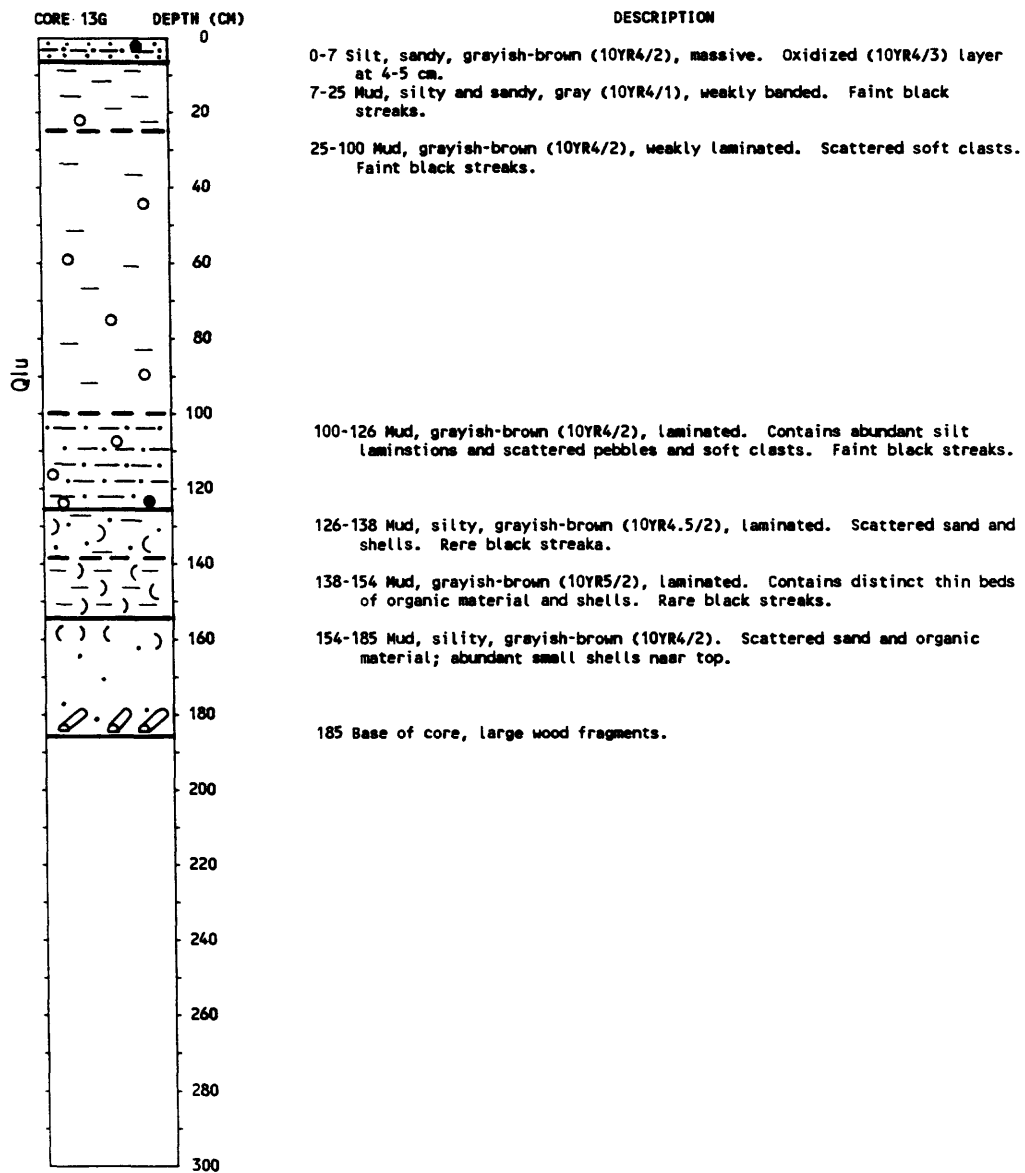 CORE 13G DEPTH (CM) DESCRIPTION
0
0-7 Silt, sandy, grayish-brown (10YR4/2), massive. Oxidized (10YR4/3) layer
at 4-5 cm.
7-25 Mud, silty and sandy, gray (10YR4/1), weakly banded. Faint black
streaks.
20
25-100 Mud, grayish-brown (10YR4/2), weakly laminated. Scattered soft clasts.
Faint black streaks.
40
60
80
Qlu
100
100-126 Mud, grayish-brown (10YR4/2), laminated. Contains abundant silt
laminstions and scattered pebbles and soft clasts. Faint black streaks.
120
126-138 Mud, silty, grayish-brown (10YR4.5/2), laminated. Scattered sand and
shells. Rere black streaka.
140
138-154 Mud, grayish-brown (10YR5/2), laminated. Contains distinct thin beds
of organic material and shells. Rare black streaks.
160
154-185 Mud, sility, grayish-brown (10YR4/2). Scattered sand and organic
material; abundant small shells near top.
180
185 Base of core, large wood fragments.
200
220
240
260
280
300